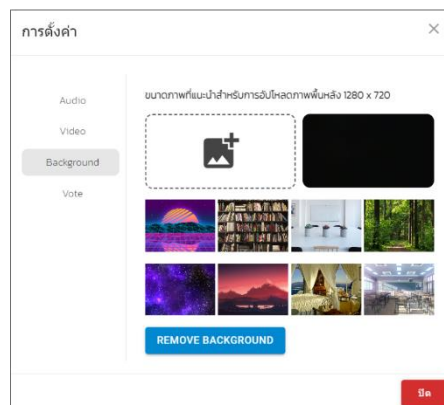 การตั้งค่า
Audio
ขนาดภาพที่แนะนำสำหรับการอัปโหลดภาพพื้นหลัง 1280 x 720
Video
Background
Vote
REMOVE BACKGROUND
ปิด